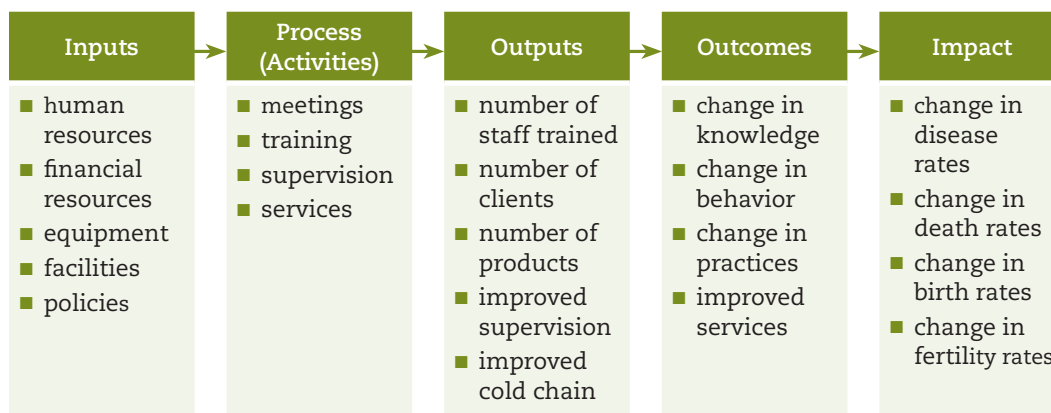 Inputs
Process
(Activities)
Outputs
Outcomes
Impact
human
resources
financial
resources
equipment
facilities
policies
meetings
training
supervision
services
number of
staff trained
number of
clients
number of
products
improved
supervision
improved
cold chain
change in
knowledge
change in
behavior
change in
practices
improved
services
change in
disease
rates
change in
death rates
change in
birth rates
change in
fertility rates